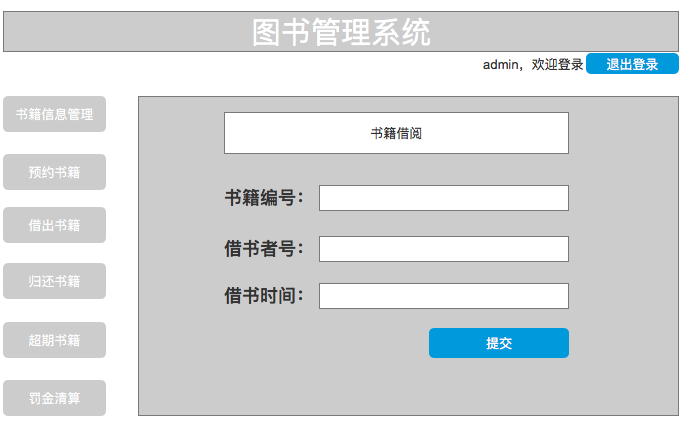 图书管理系统
admin，欢迎登录 退出登录
书籍信息管理
预约书籍
借出书籍
归还书籍
超期书籍
罚金清算
书籍借阅
书籍编号：
借书者号：
借书时间：
提交